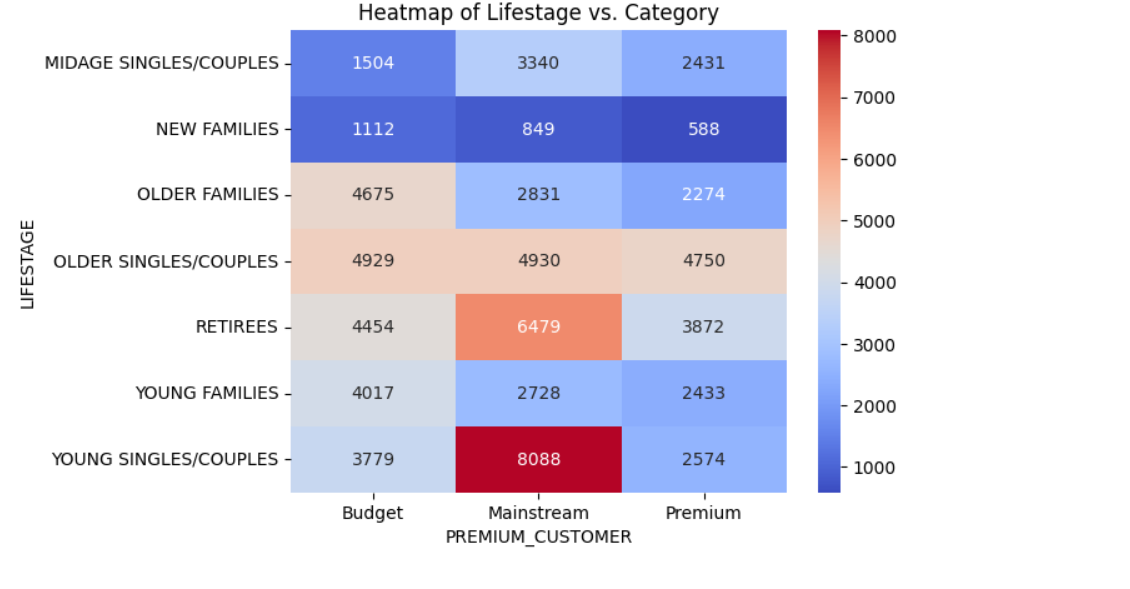 Heatmap of Lifestage vs. Category
MIDAGE SINGLES/COUPLES 1504 3340 2431
NEW FAMILIES 1112 849 588
OLDER FAMILIES 4675 2831 2274
OLDER SINGLES/COUPLES 4929 4930 4750
RETIREES 4454 6479 3872
YOUNG FAMILIES 4017 2728 2433
YOUNG SINGLES/COUPLES 3779 8088 2574
LIFESTAGE
Budget Mainstream Premium
PREMIUM_CUSTOMER
8000
7000
6000
5000
4000
3000
2000
1000